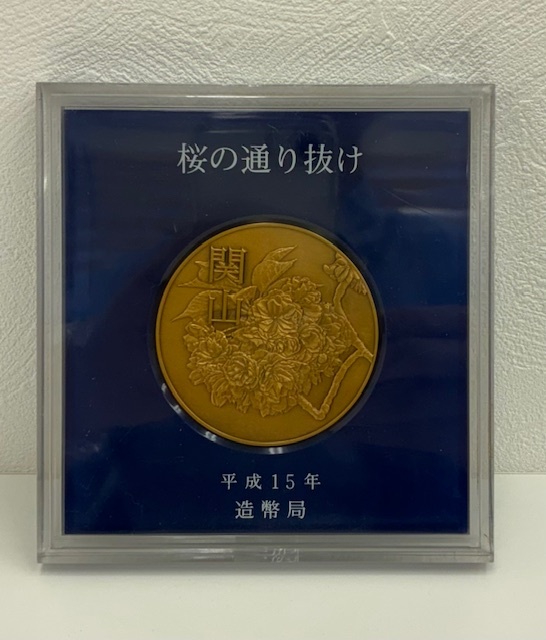 桜の通り抜け
関山
平成15年
造幣局